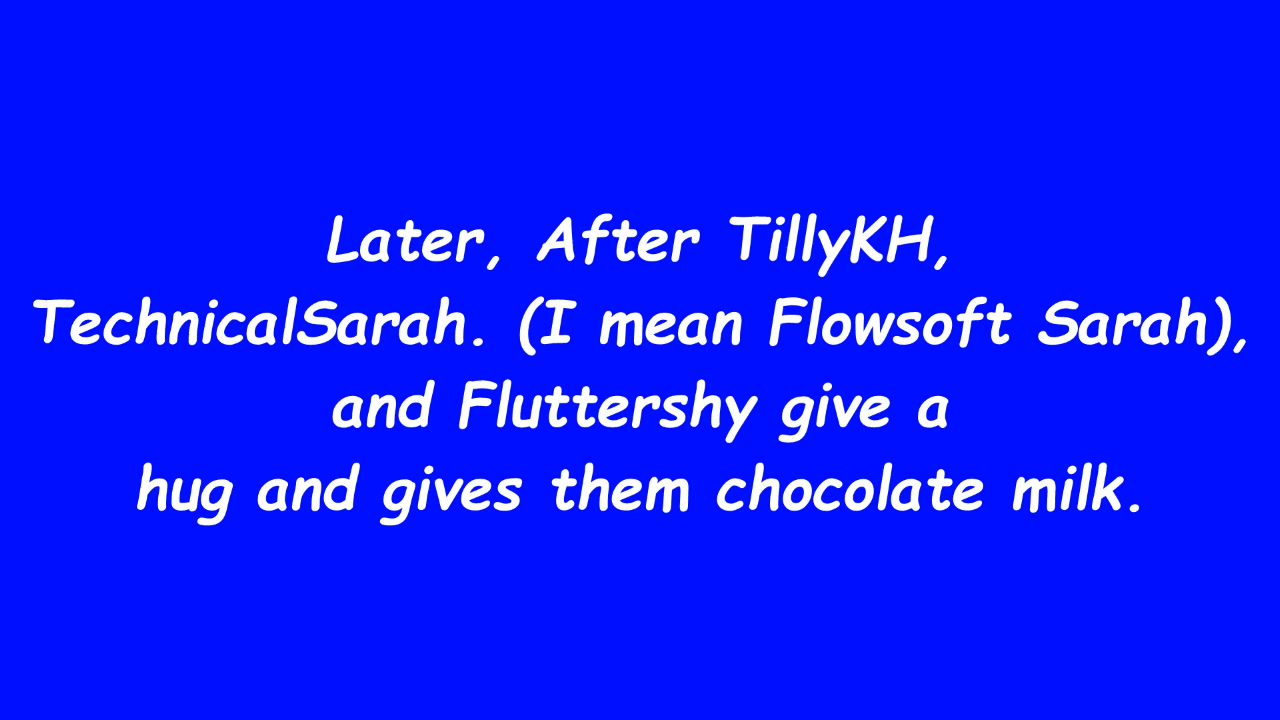 Later, After TillyKH,
TechnicalSarah. (I mean Flowsoft Sarah),
and Fluttershy give a
hug and gives them chocolate milk.